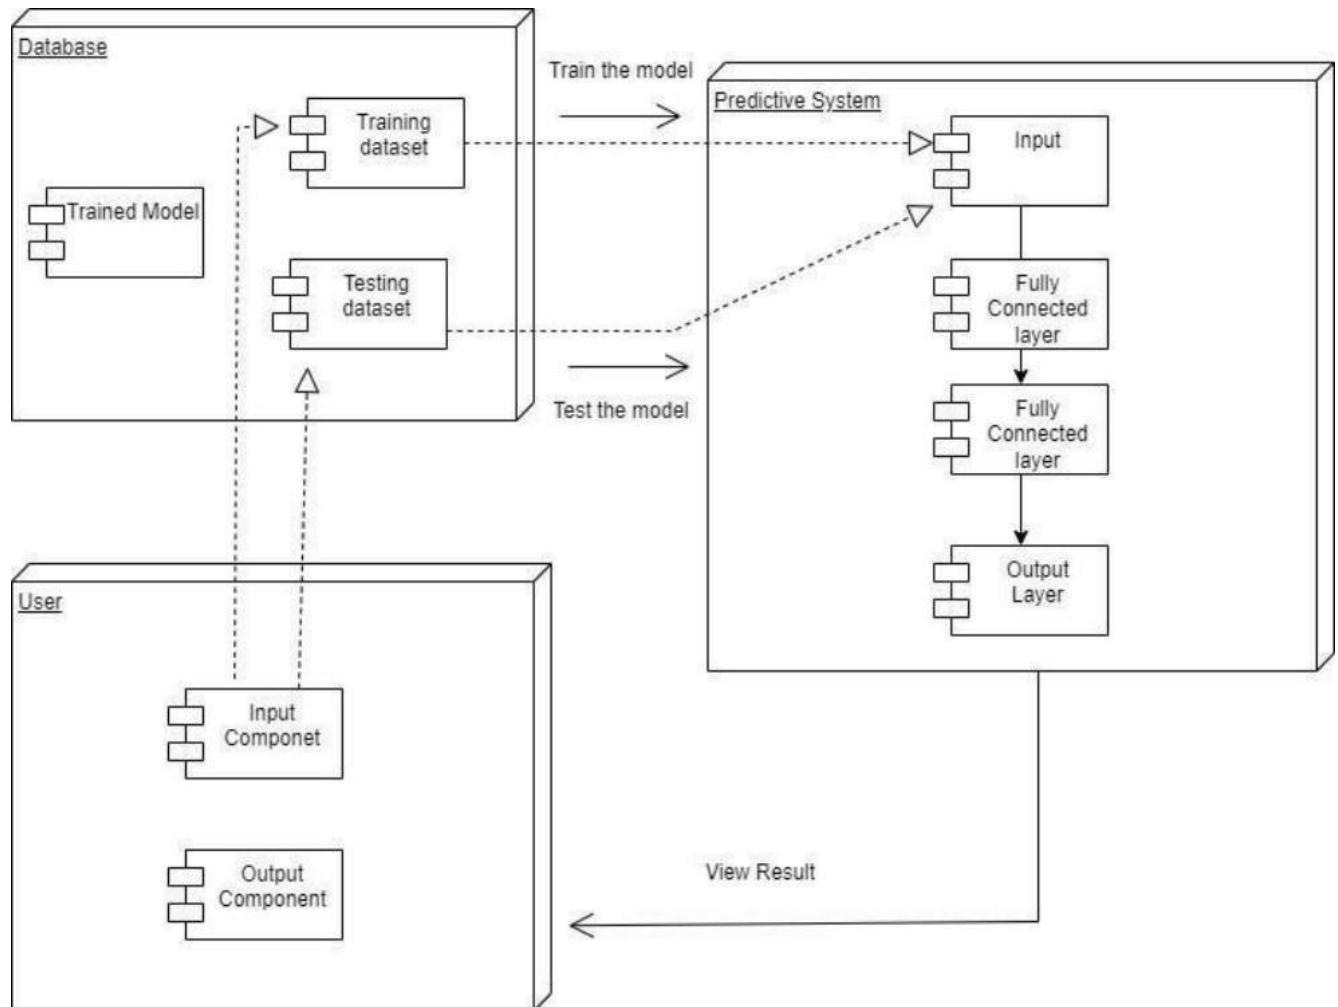 Database
Training
dataset
Trained Model
Testing
dataset
Train the model
Test the model
Predictive System
Input
Fully
Connected
layer
Fully
Connected
layer
Output
Layer
User
Input
Componet
Output
Component
View Result